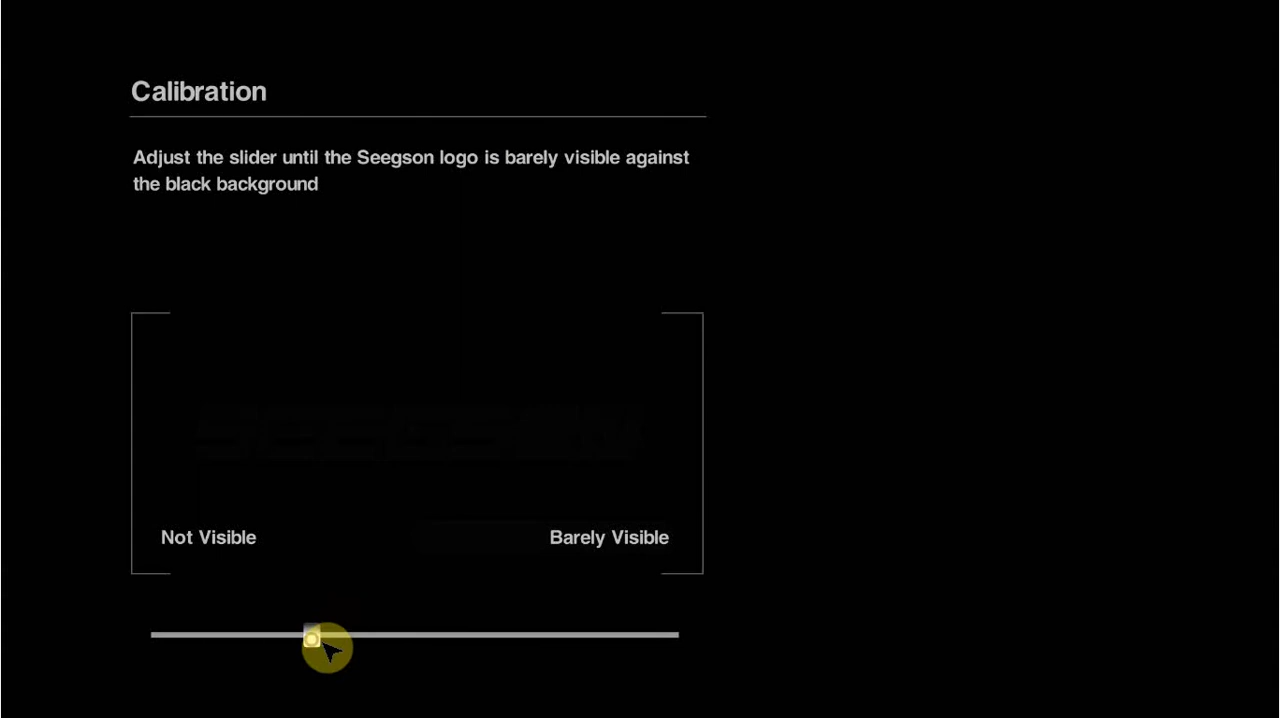 Calibration
Adjust the slider until the Seegson logo is barely visible against
the black background
SEEGSON
Not Visible
Barely Visible